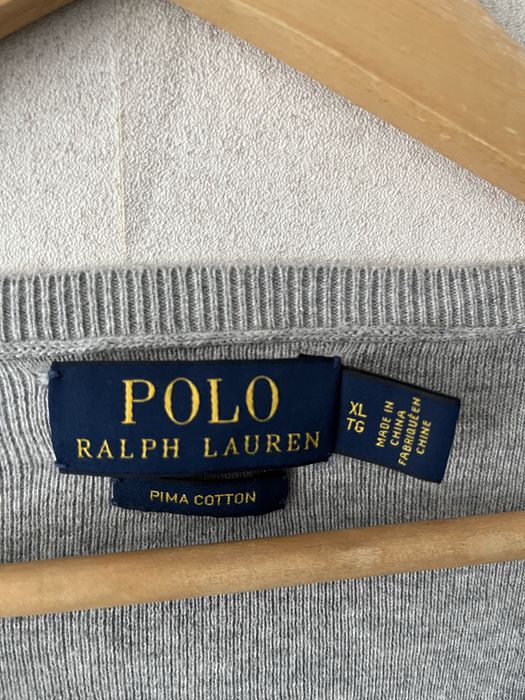 POLO
RALPH LAUREN
PIMA COTTON
XL
TG
MADE IN
CHINA
FABRIQUÉ EN
CHINE